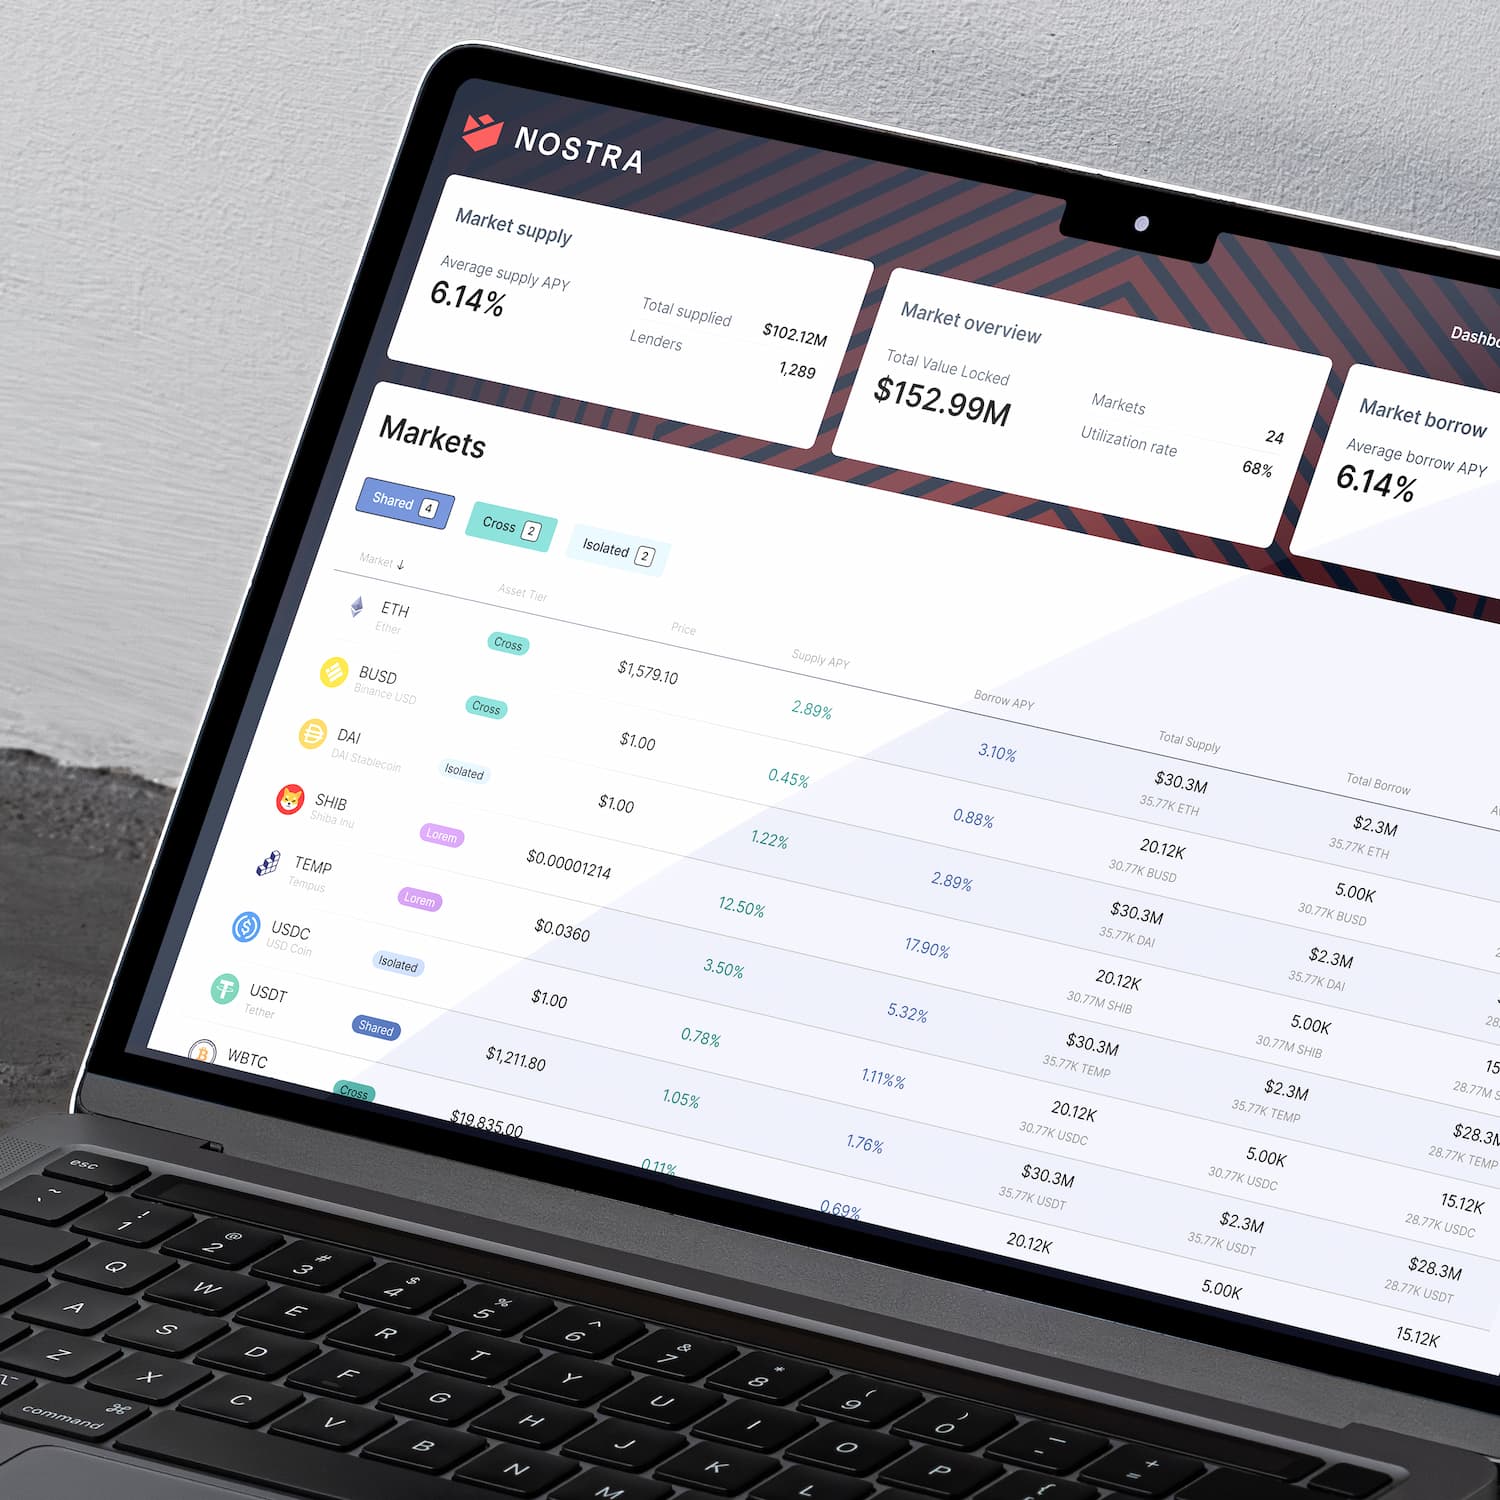 NOSTRA
Dashbo
Market supply
Average supply APY
6.14%
Total supplied $102.12M
Lenders 1,289
Market overview
Total Value Locked
$152.99M
Markets 24
Utilization rate 68%
Market borrow
Average borrow APY
6.14%
Markets
Shared 4 Cross 2 Isolated 2
Market ↓ Asset Tier Price Supply APY Borrow APY Total Supply Total Borrow
ETH Cross $1,579.10 2.89% 3.10% $30.3M $2.3M
Ether 35.77K ETH 35.77K ETH
BUSD Cross $1.00 0.45% 0.88% 20.12K 5.00K
Binance USD 30.77K BUSD 30.77K BUSD
DAI Isolated $1.00 1.22% 2.89% $30.3M $2.3M
DAI Stablecoin 35.77K DAI 35.77K DAI
SHIB Lorem $0.00001214 12.50% 17.90% 20.12K 5.00K 15
Shiba inu 30.77M SHIB 30.77M SHIB 28.77M S
TEMP Lorem $0.0360 3.50% 5.32% $30.3M $2.3M $28.3M
Tempus 35.77K TEMP 35.77K TEMP 28.77K TEMP
USDC Isolated $1.00 0.78% 1.11%% 20.12K 5.00K 15.12K
USD Coin 30.77K USDC 30.77K USDC 28.77K USDC
USDT Shared $1,211.80 1.05% 1.76% $30.3M $2.3M $28.3M
Tether 35.77K USDT 35.77K USDT 28.77K USDT
WBTC Cross $19,835.00 0.11% 0.69% 20.12K 5.00K 15.12K
esc
~ `
! 1 @ 2 # 3 $ 4 % 5 ^ 6 & 7 * 8 ( 9 ) 0 _ - + =
Q W E R T Y U I O P {
A S D F G H J K L
Z X C V B N M
⌥ ⌘ command